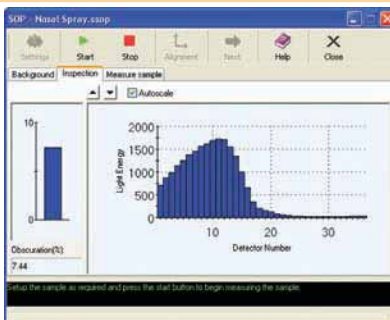 SOP - Nasal Spray.ssop
Settings Start Stop Alignment Next Help Close
Background Inspection Measure sample
Autoscale
10
0
Obscuration(%)
7.44
2000
1500
1000
500
0
Light Energy
10 20 30
Detector Number
Setup the sample as required and press the start button to begin measuring the sample.